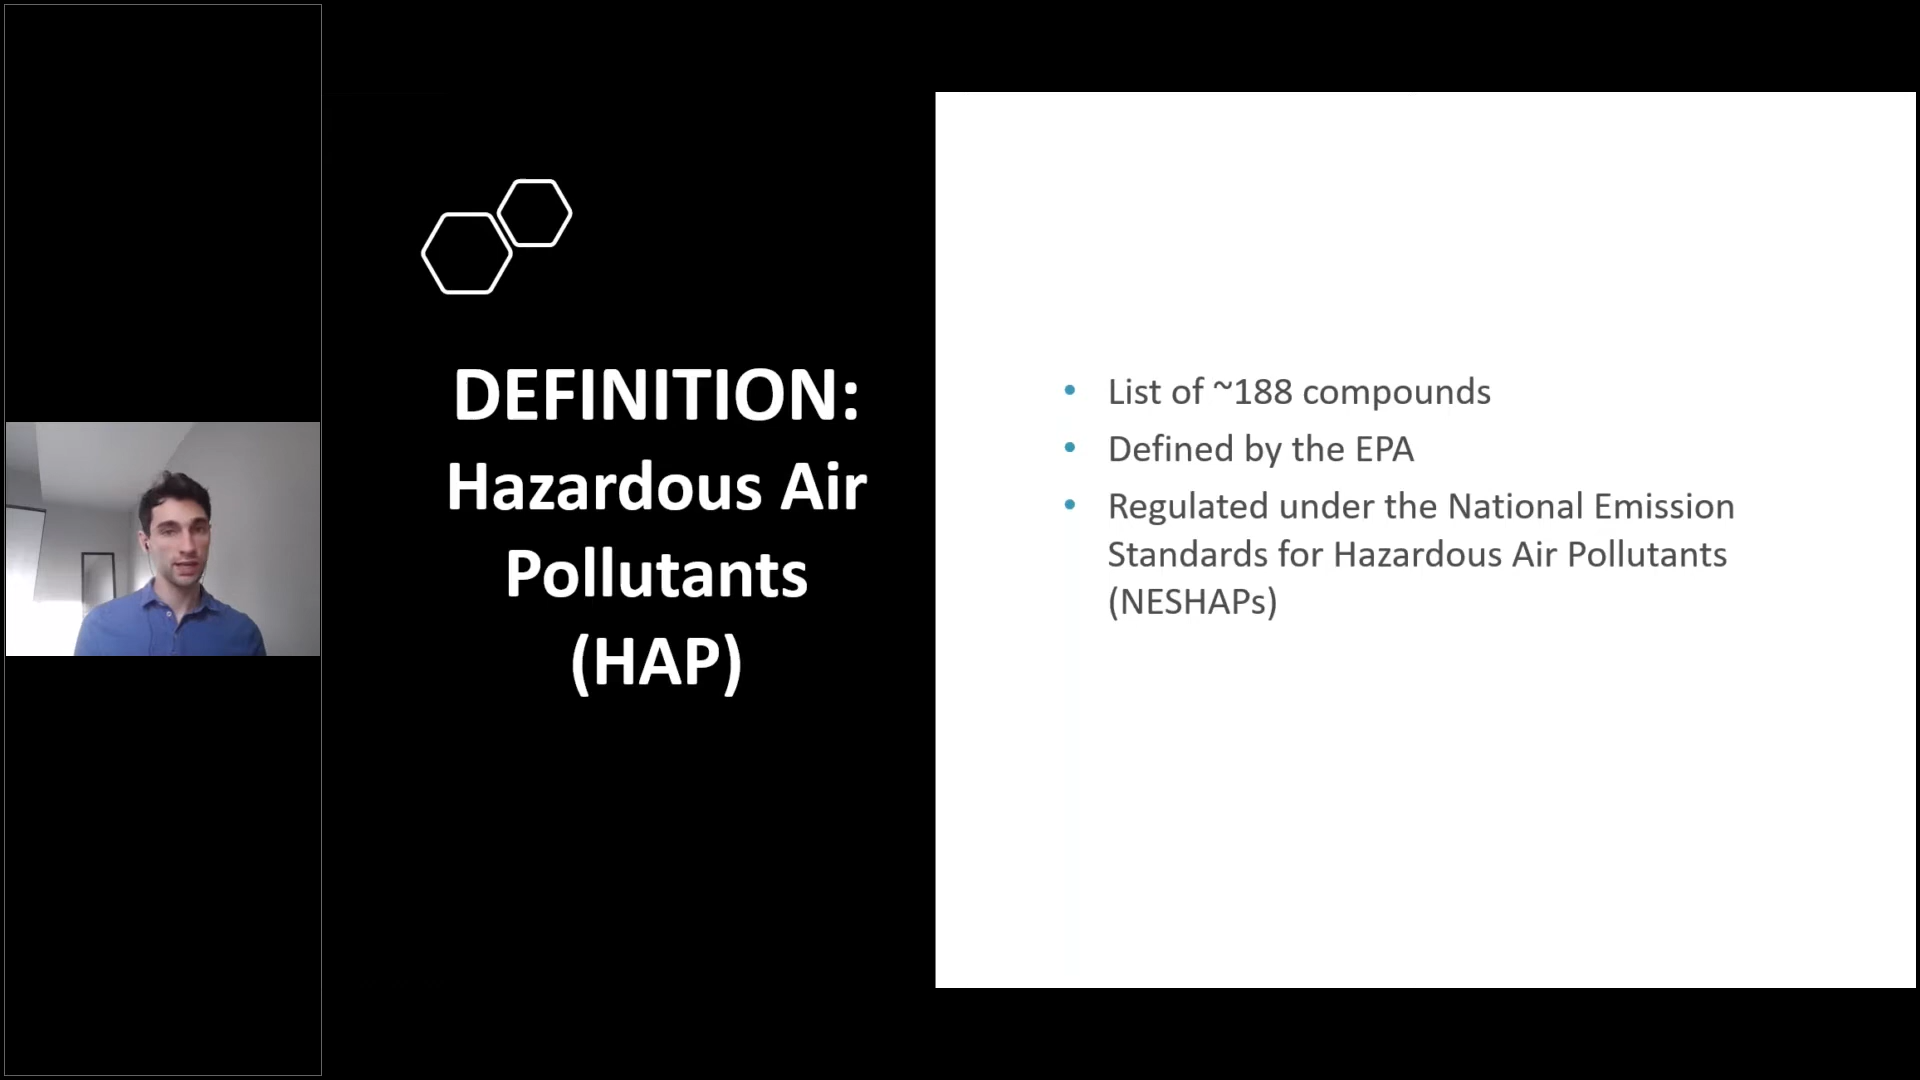 DEFINITION:
Hazardous Air
Pollutants
(HAP)
• List of ~188 compounds
• Defined by the EPA
• Regulated under the National Emission
Standards for Hazardous Air Pollutants
(NESHAPs)